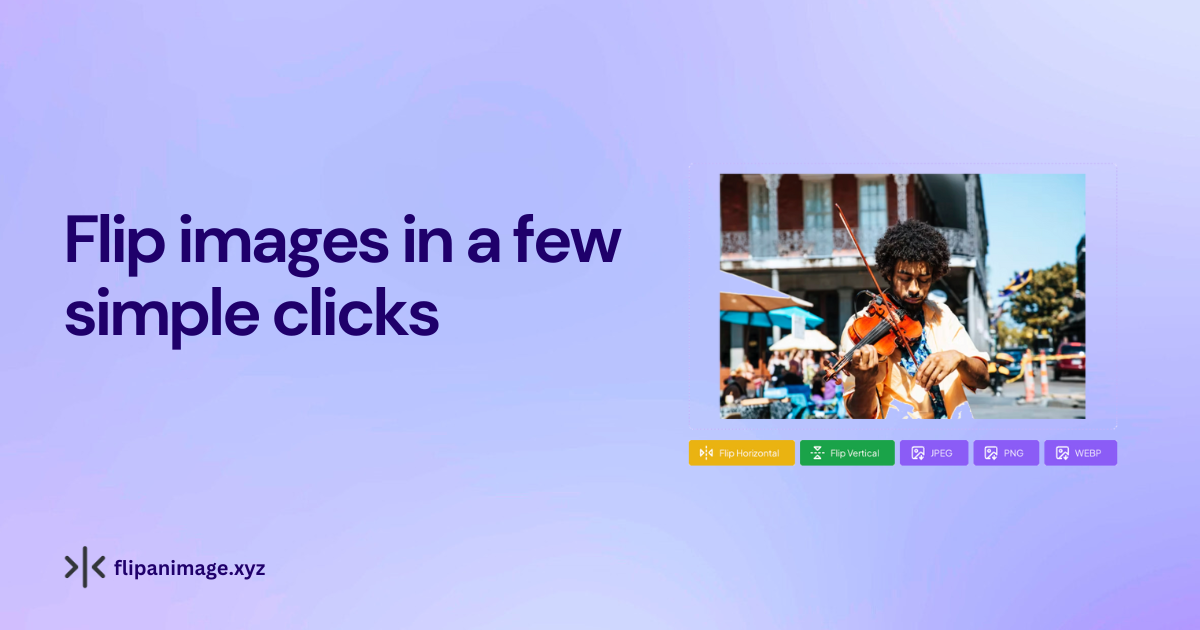 Flip images in a few
simple clicks
Flip Horizontal
Flip Vertical
JPEG
PNG
WEBP
flipanimage.xyz